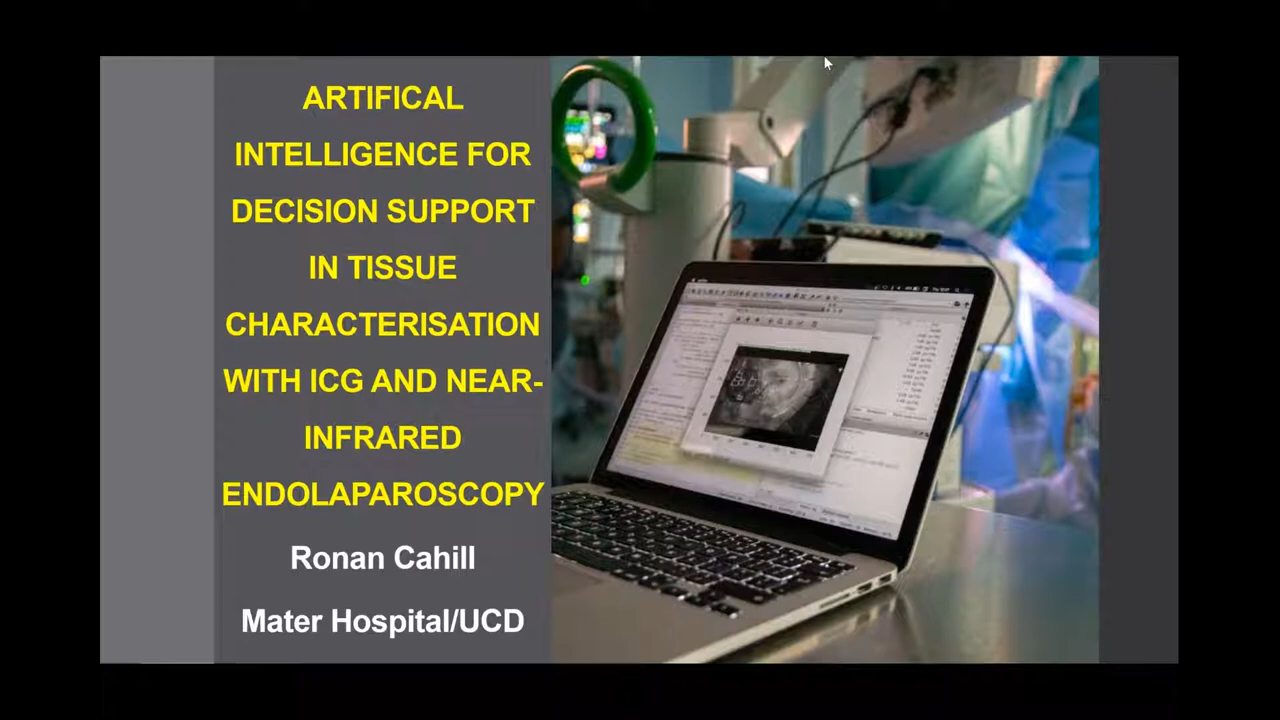 ARTIFICAL
INTELLIGENCE FOR
DECISION SUPPORT
IN TISSUE
CHARACTERISATION
WITH ICG AND NEAR-
INFRARED
ENDOLAPAROSCOPY
Ronan Cahill
Mater Hospital/UCD